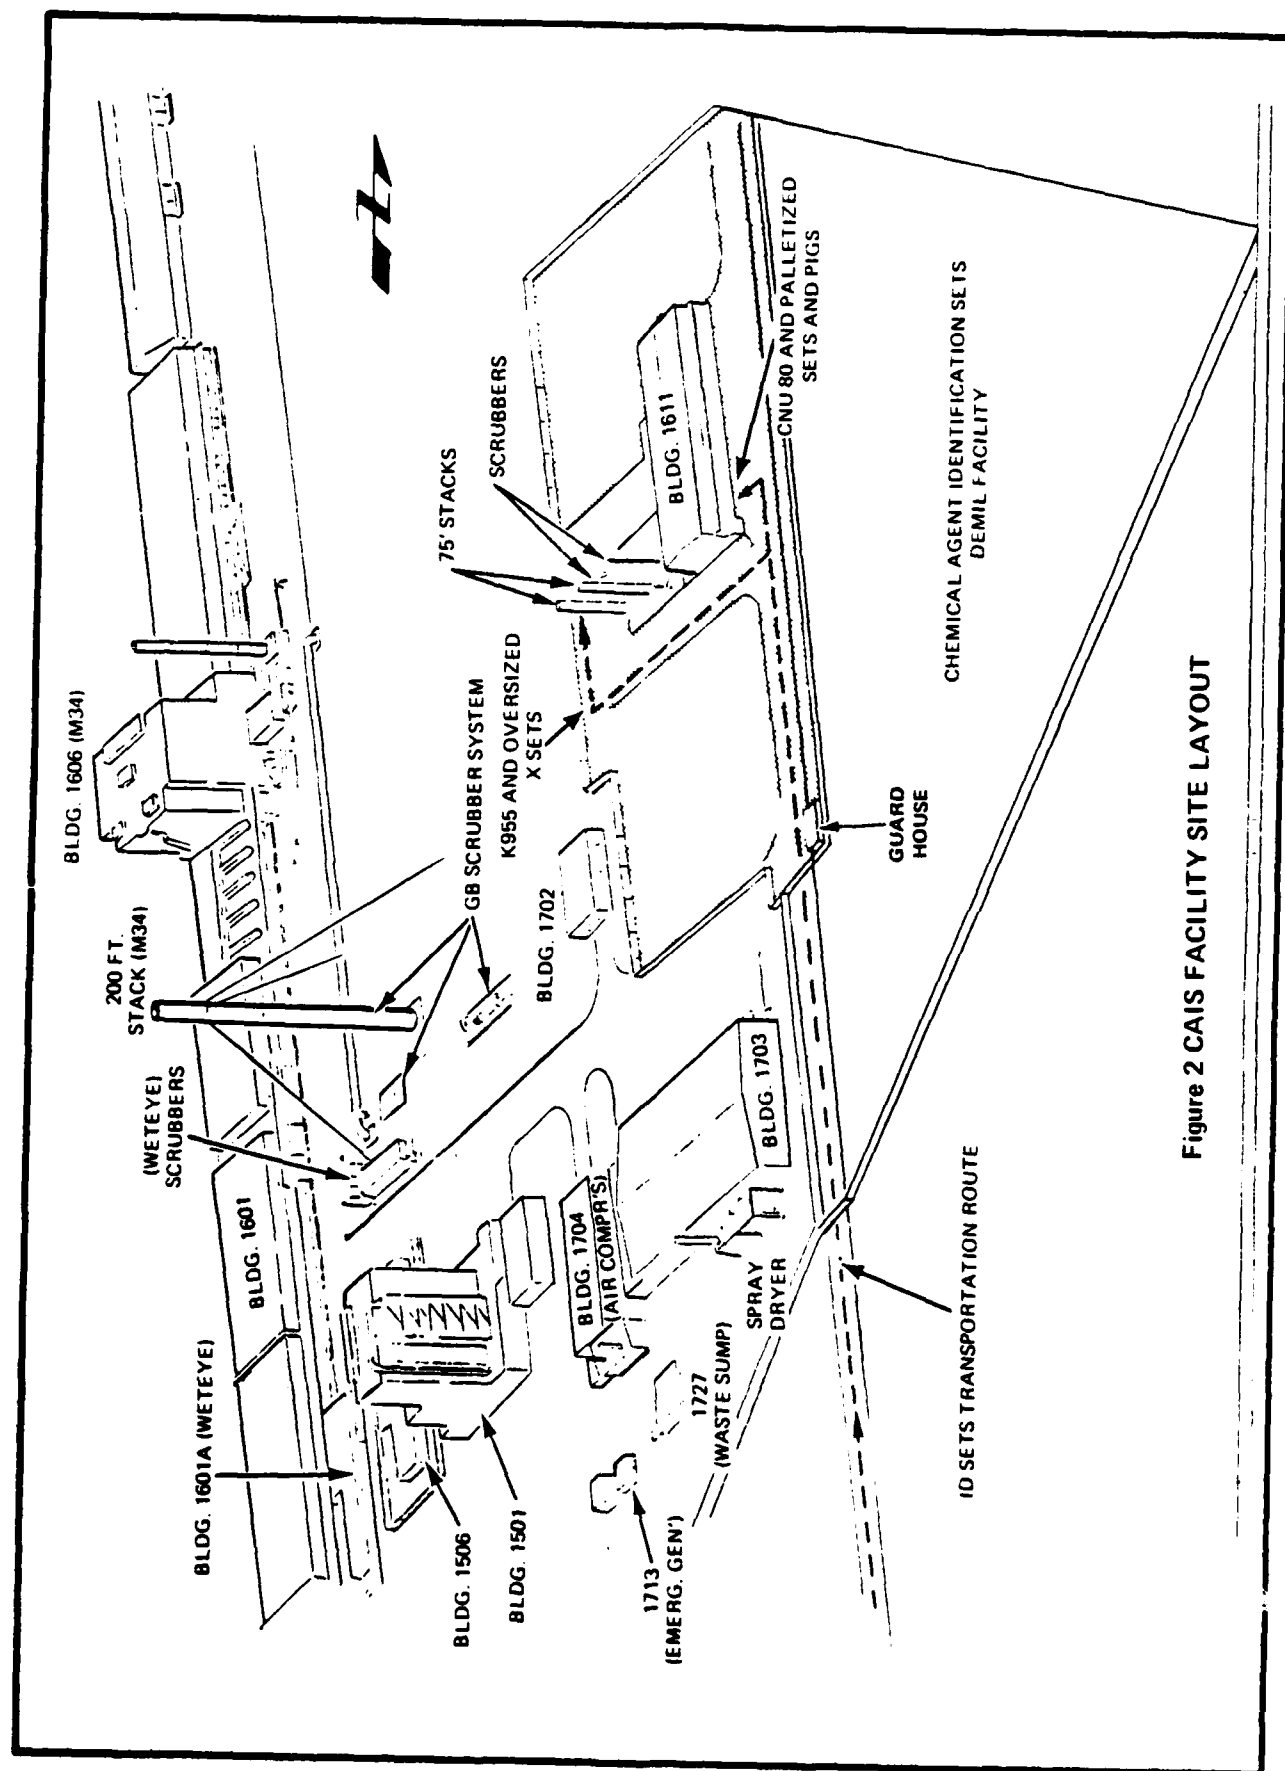 BLDG. 1606 (M34)
200 FT.
STACK (M34)
(WETEYE)
SCRUBBERS
BLDG. 1601
BLDG. 1601A (WETEYE)
75' STACKS
SCRUBBERS
GB SCRUBBER SYSTEM
K955 AND OVERSIZED
X SETS
BLDG. 1611
CNU 80 AND PALLETIZED
SETS AND PIGS
BLDG. 1702
BLDG. 1506
BLDG. 1501
BLDG. 1704
(AIR COMPR'S)
BLDG. 1703
SPRAY
DRYER
1727
(WASTE SUMP)
1713
(EMERG. GEN')
GUARD
HOUSE
CHEMICAL AGENT IDENTIFICATION SETS
DEMIL FACILITY
ID SETS TRANSPORTATION ROUTE
Figure 2 CAIS FACILITY SITE LAYOUT